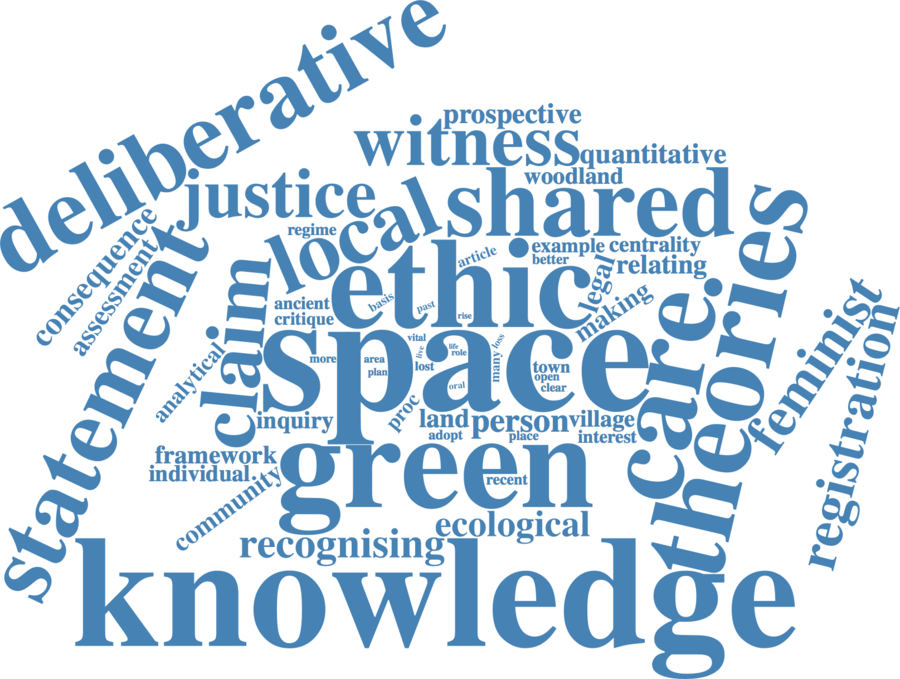 deliberative
prospective
witness
quantitative
woodland
justice
shared
local
regime
consequence
assessment
statement
article
example
centrality
better
ethic
legal
relating
claim
ancient
basis
past
rise
critique
making
care.
theories
feminist
registration
space
vital
live
life
role
loss
many
more
area
plan
lost
oral
town
open
clear
analytical
inquiry
proc
land
person
village
adopt
place
interest
framework
individual.
green
recent
community
ecological
recognising
knowledge